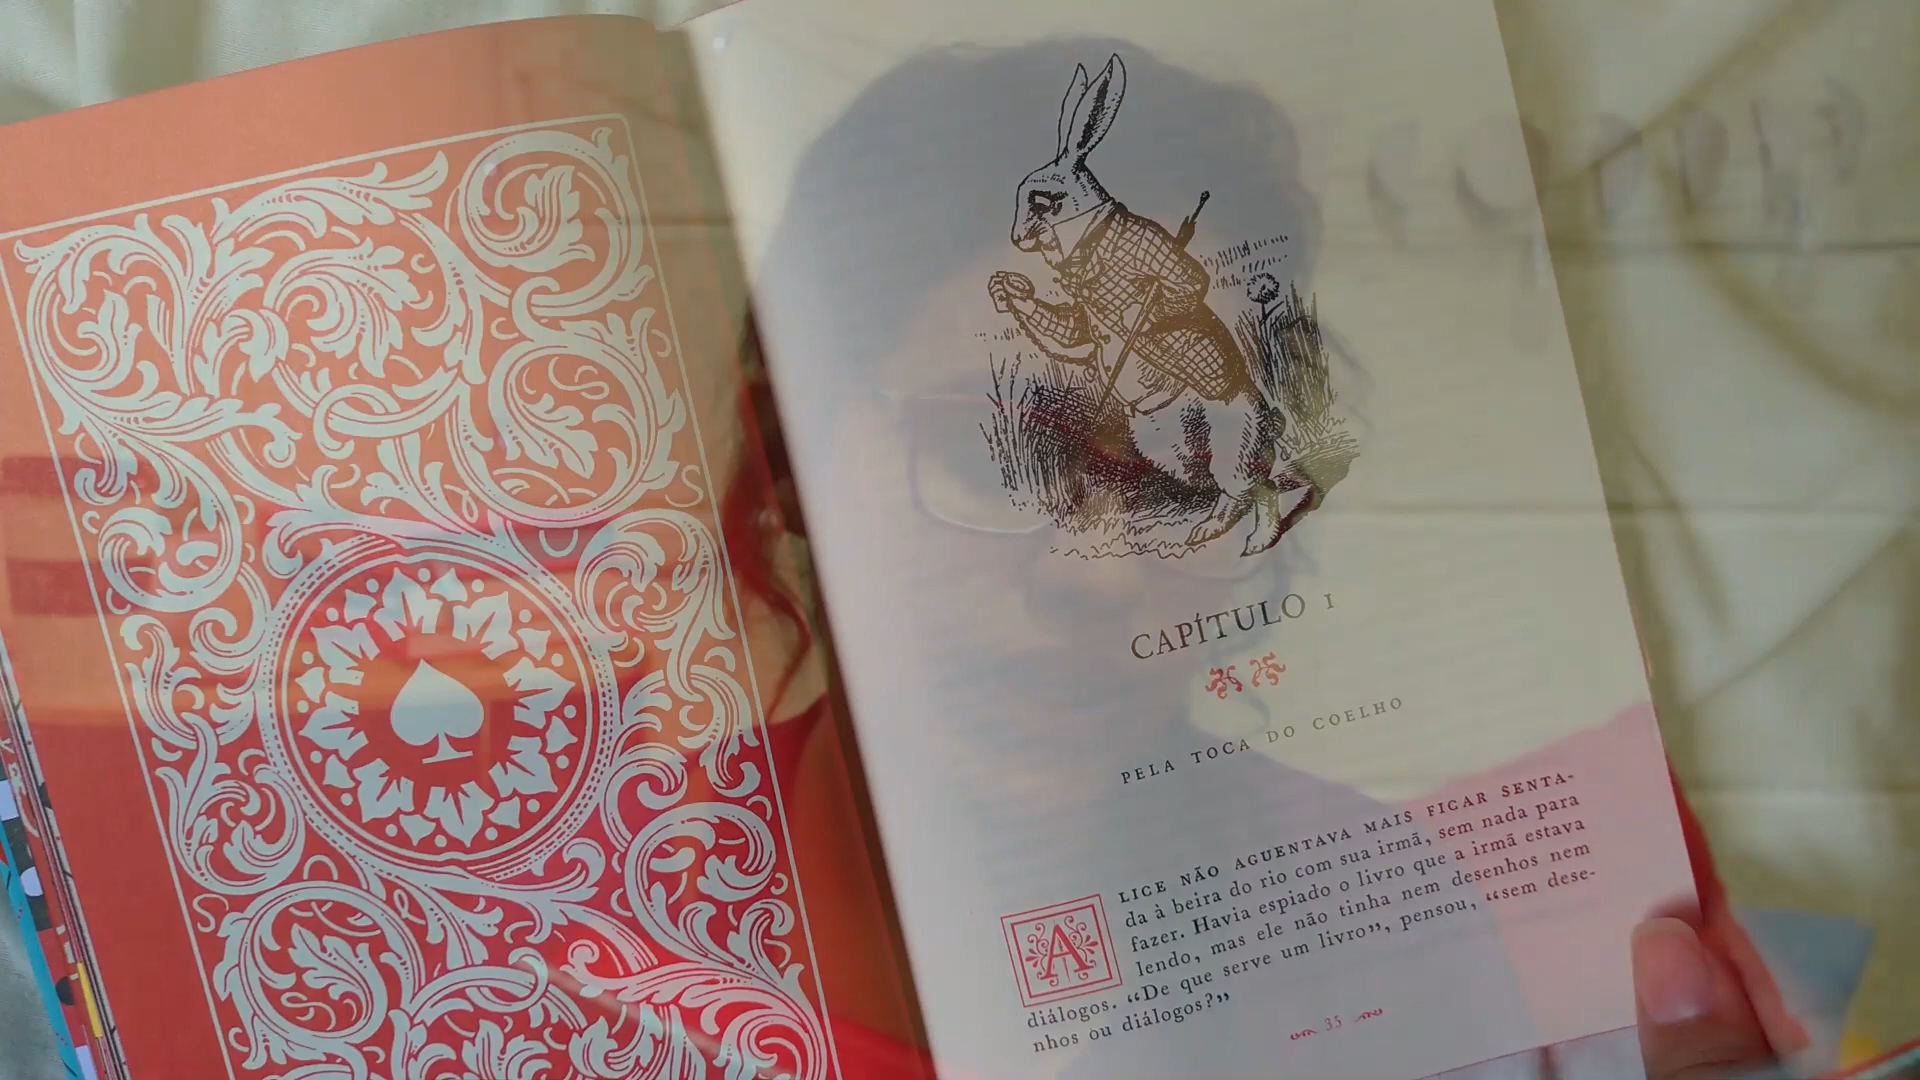 CAPÍTULO 1
PELA TOCA DO COELHO
ALICE NÃO AGUENTAVA MAIS FICAR SENTA-
da à beira do rio com sua irmã, sem nada para
fazer. Havia espiado o livro que a irmã estava
lendo, mas ele não tinha nem desenhos nem
diálogos. “De que serve um livro”, pensou, “sem dese-
nhos ou diálogos?”
35